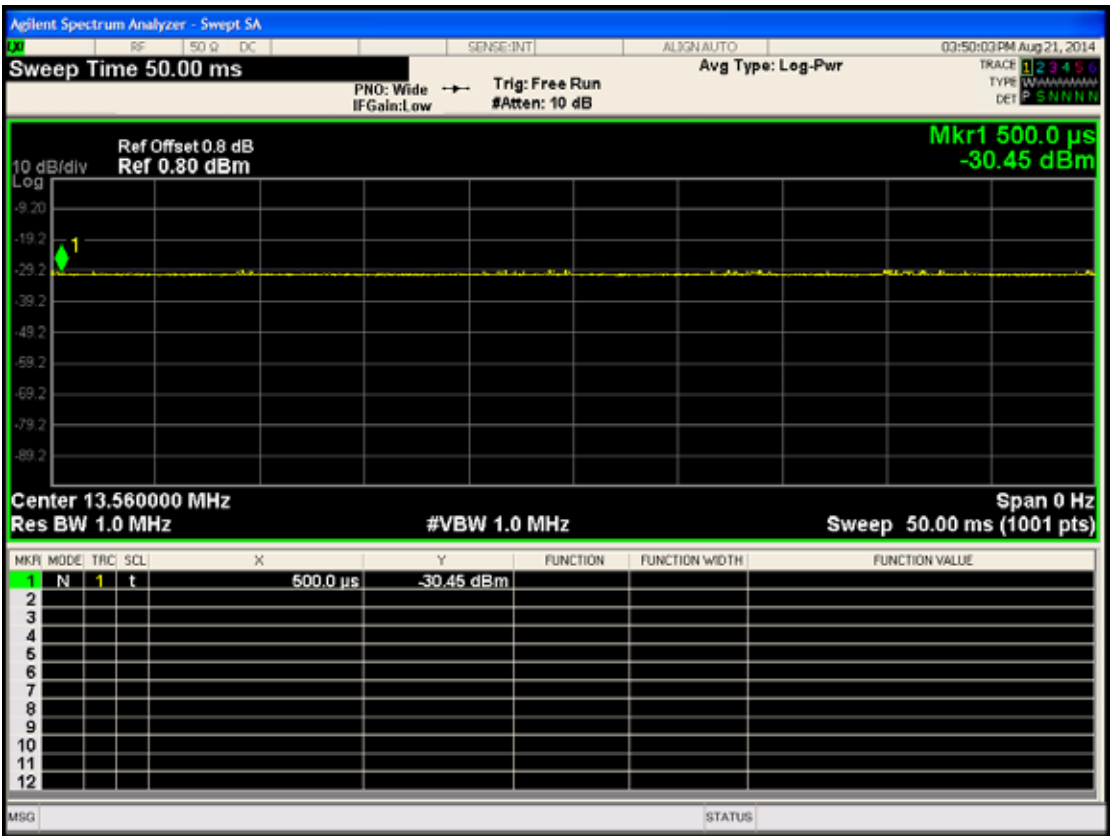 Agilent Spectrum Analyzer - Swept SA
LXI RF 50 Ω DC SENSE:INT ALIGN AUTO 03:50:03 PM Aug 21, 2014
Sweep Time 50.00 ms
PNO: Wide
IFGain:Low
Trig: Free Run
#Atten: 10 dB
Avg Type: Log-Pwr
TRACE 1 2 3 4 5 6
TYPE W
DET P S N N N N
Ref Offset 0.8 dB
10 dB/div Ref 0.80 dBm
Log
Mkr1 500.0 µs
-30.45 dBm
-9.20
-19.2
1
-29.2
-39.2
-49.2
-59.2
-69.2
-79.2
-89.2
Center 13.560000 MHz Span 0 Hz
Res BW 1.0 MHz #VBW 1.0 MHz Sweep 50.00 ms (1001 pts)
MKR MODE TRC SCL X Y FUNCTION FUNCTION WIDTH FUNCTION VALUE
1 N 1 t 500.0 µs -30.45 dBm
2
3
4
5
6
7
8
9
10
11
12
MSG STATUS